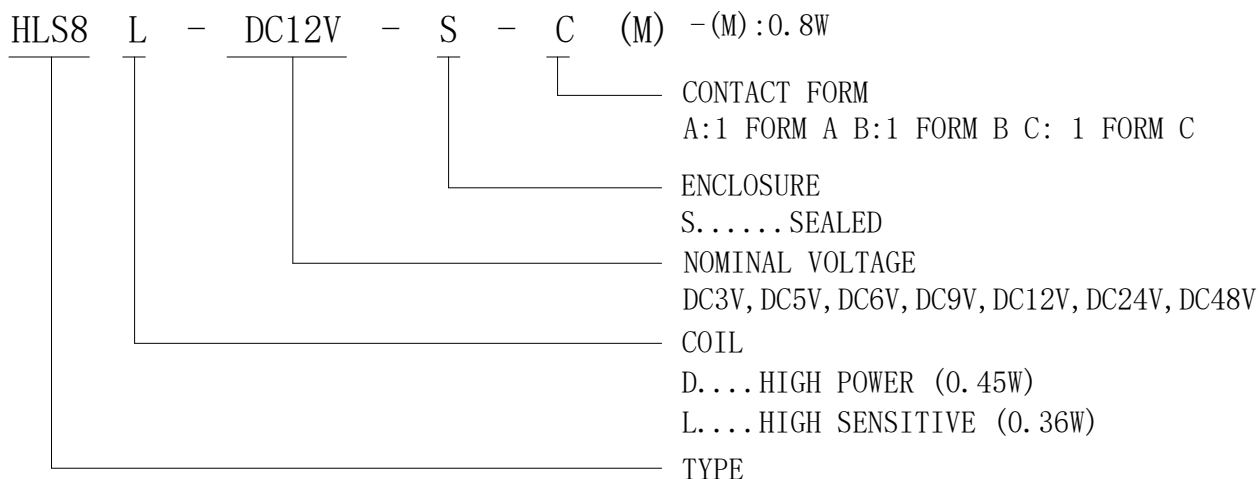 HLS8 L - DC12V - S - C (M) -(M):0.8W
CONTACT FORM
A:1 FORM A B:1 FORM B C: 1 FORM C
ENCLOSURE
S......SEALED
NOMINAL VOLTAGE
DC3V,DC5V,DC6V,DC9V,DC12V,DC24V,DC48V
COIL
D....HIGH POWER (0.45W)
L....HIGH SENSITIVE (0.36W)
TYPE